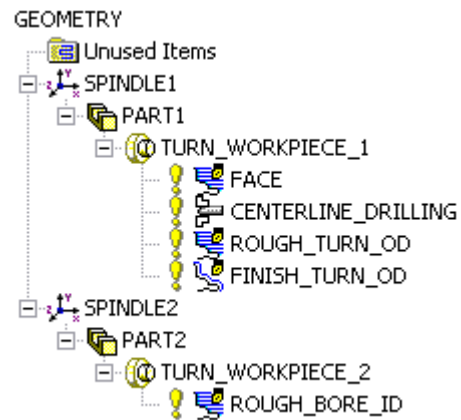 GEOMETRY
Unused Items
SPINDLE1
PART1
TURN_WORKPIECE_1
FACE
CENTERLINE_DRILLING
ROUGH_TURN_OD
FINISH_TURN_OD
SPINDLE2
PART2
TURN_WORKPIECE_2
ROUGH_BORE_ID